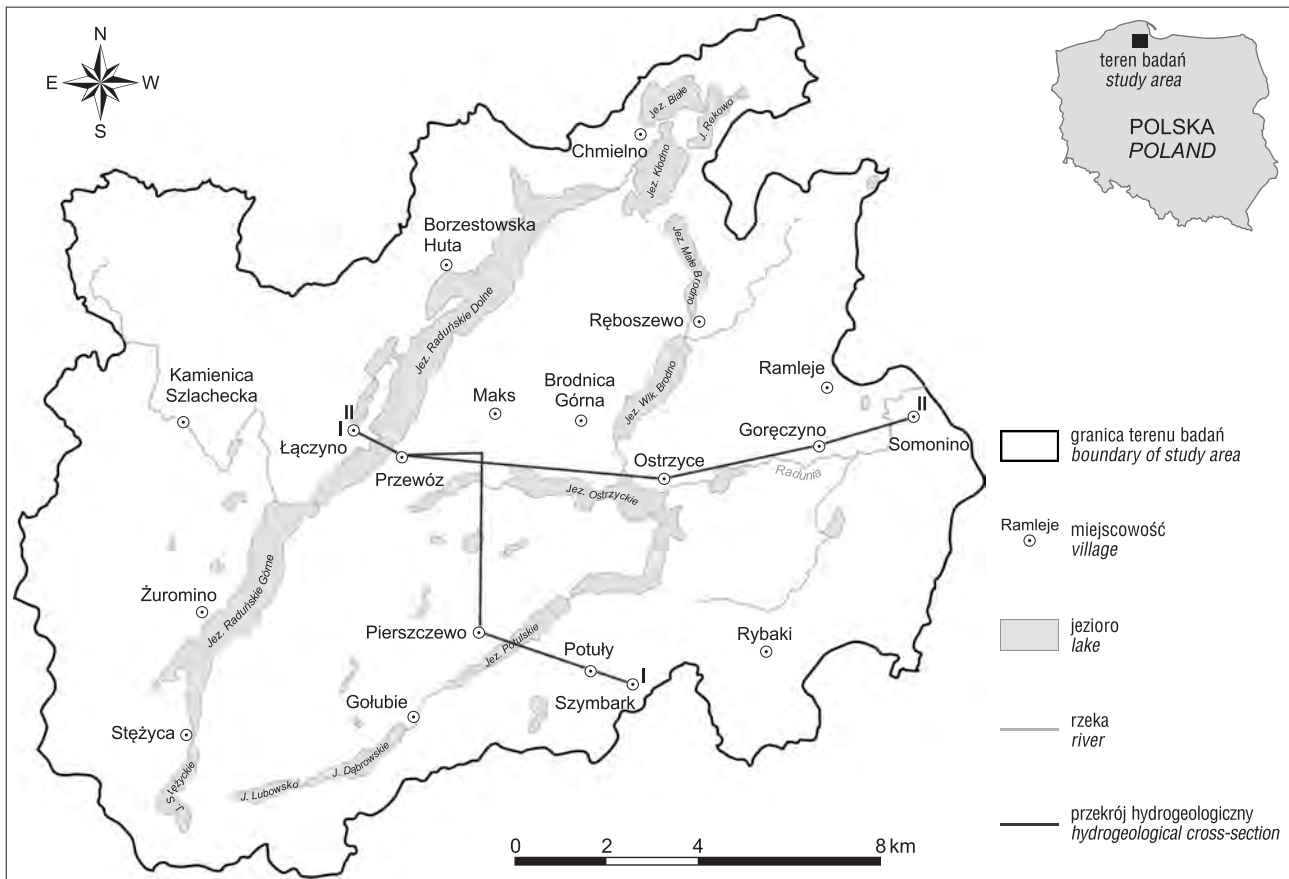 N
E
W
S
teren badań
study area
POLSKA
POLAND
Jez. Białe
J. Rekowo
Chmielno
Jez. Kłodno
Borzestowska
Huta
Jez. Małe Brodno
Jez. Raduńskie Dolne
Ręboszewo
Kamienica
Szlachecka
Maks
Brodnica
Górna
Jez. Wlk. Brodno
Ramleje
II
I
II
Łączyno
Goręczyno
Somonino
Przewóz
Ostrzyce
Radunia
Jez. Ostrzyckie
Żuromino
Jez. Raduńskie Górne
Pierszczewo
Jez. Potulskie
Potuły
I
Rybaki
Szymbark
Gołubie
Stężyca
J. Dąbrowskie
J. Lubowsko
J. Stężyckie
granica terenu badań
boundary of study area
Ramleje
miejscowość
village
jezioro
lake
rzeka
river
przekrój hydrogeologiczny
hydrogeological cross-section
0 2 4 8 km